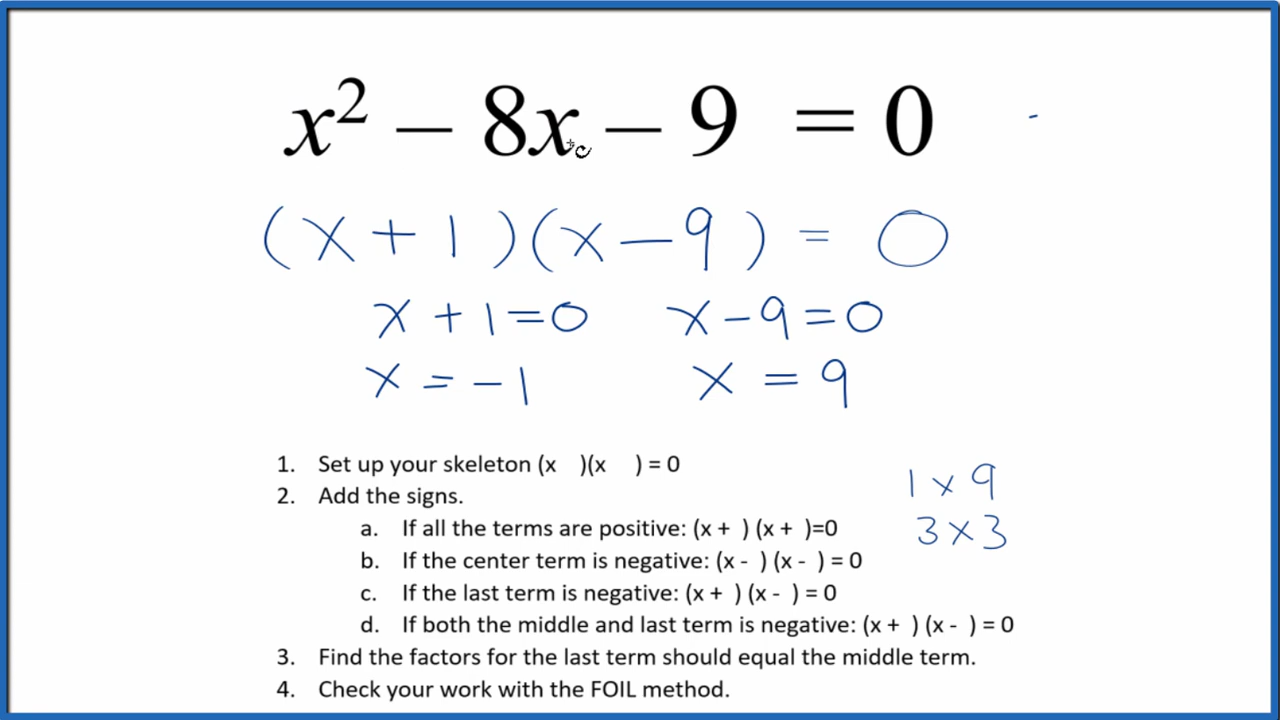 x² – 8x – 9 = 0
(x + 1)(x – 9) = 0
x + 1 = 0 x – 9 = 0
x = – 1 x = 9
1. Set up your skeleton (x )(x ) = 0
2. Add the signs.
a. If all the terms are positive: (x + ) (x + )=0
b. If the center term is negative: (x - ) (x - ) = 0
c. If the last term is negative: (x + ) (x - ) = 0
d. If both the middle and last term is negative: (x + ) (x - ) = 0
3. Find the factors for the last term should equal the middle term.
4. Check your work with the FOIL method.
1 x 9
3 x 3